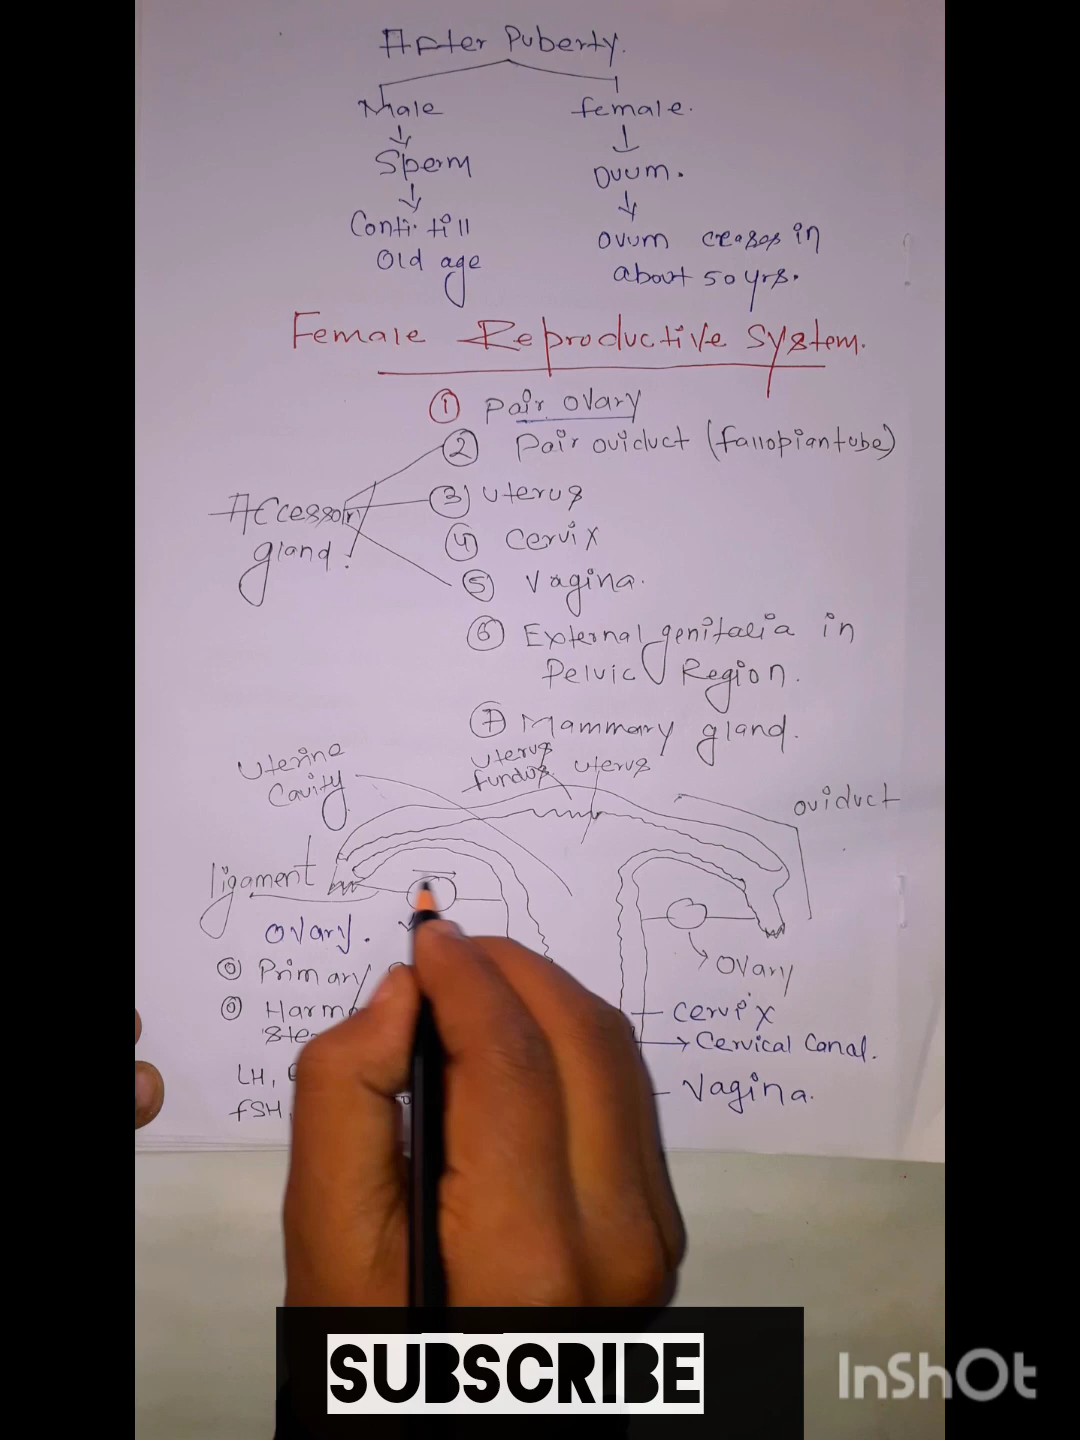 After Puberty.
Male female.
Sperm Ovum.
Conti. till
Old age
Ovum ceases in
about 50 yrs.
Female Reproductive System.
① Pair Ovary
② Pair oviduct (fallopian tube)
③ Uterus
Accessory
gland.
④ Cervix
⑤ Vagina.
⑥ External genitalia in
Pelvic Region.
⑦ Mammary gland.
Uterine
Cavity
Uterus
fundus.
Uterus
oviduct
ligament
Ovary.
Primary
Ovary
Cervix
Cervical Canal.
LH,
FSH,
Vagina.
SUBSCRIBE
InShOt